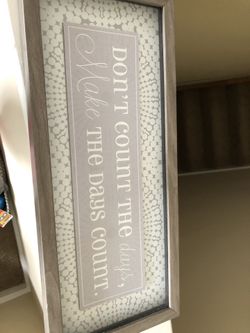 DON'T COUNT THE days,
Make THE DAYS COUNT.